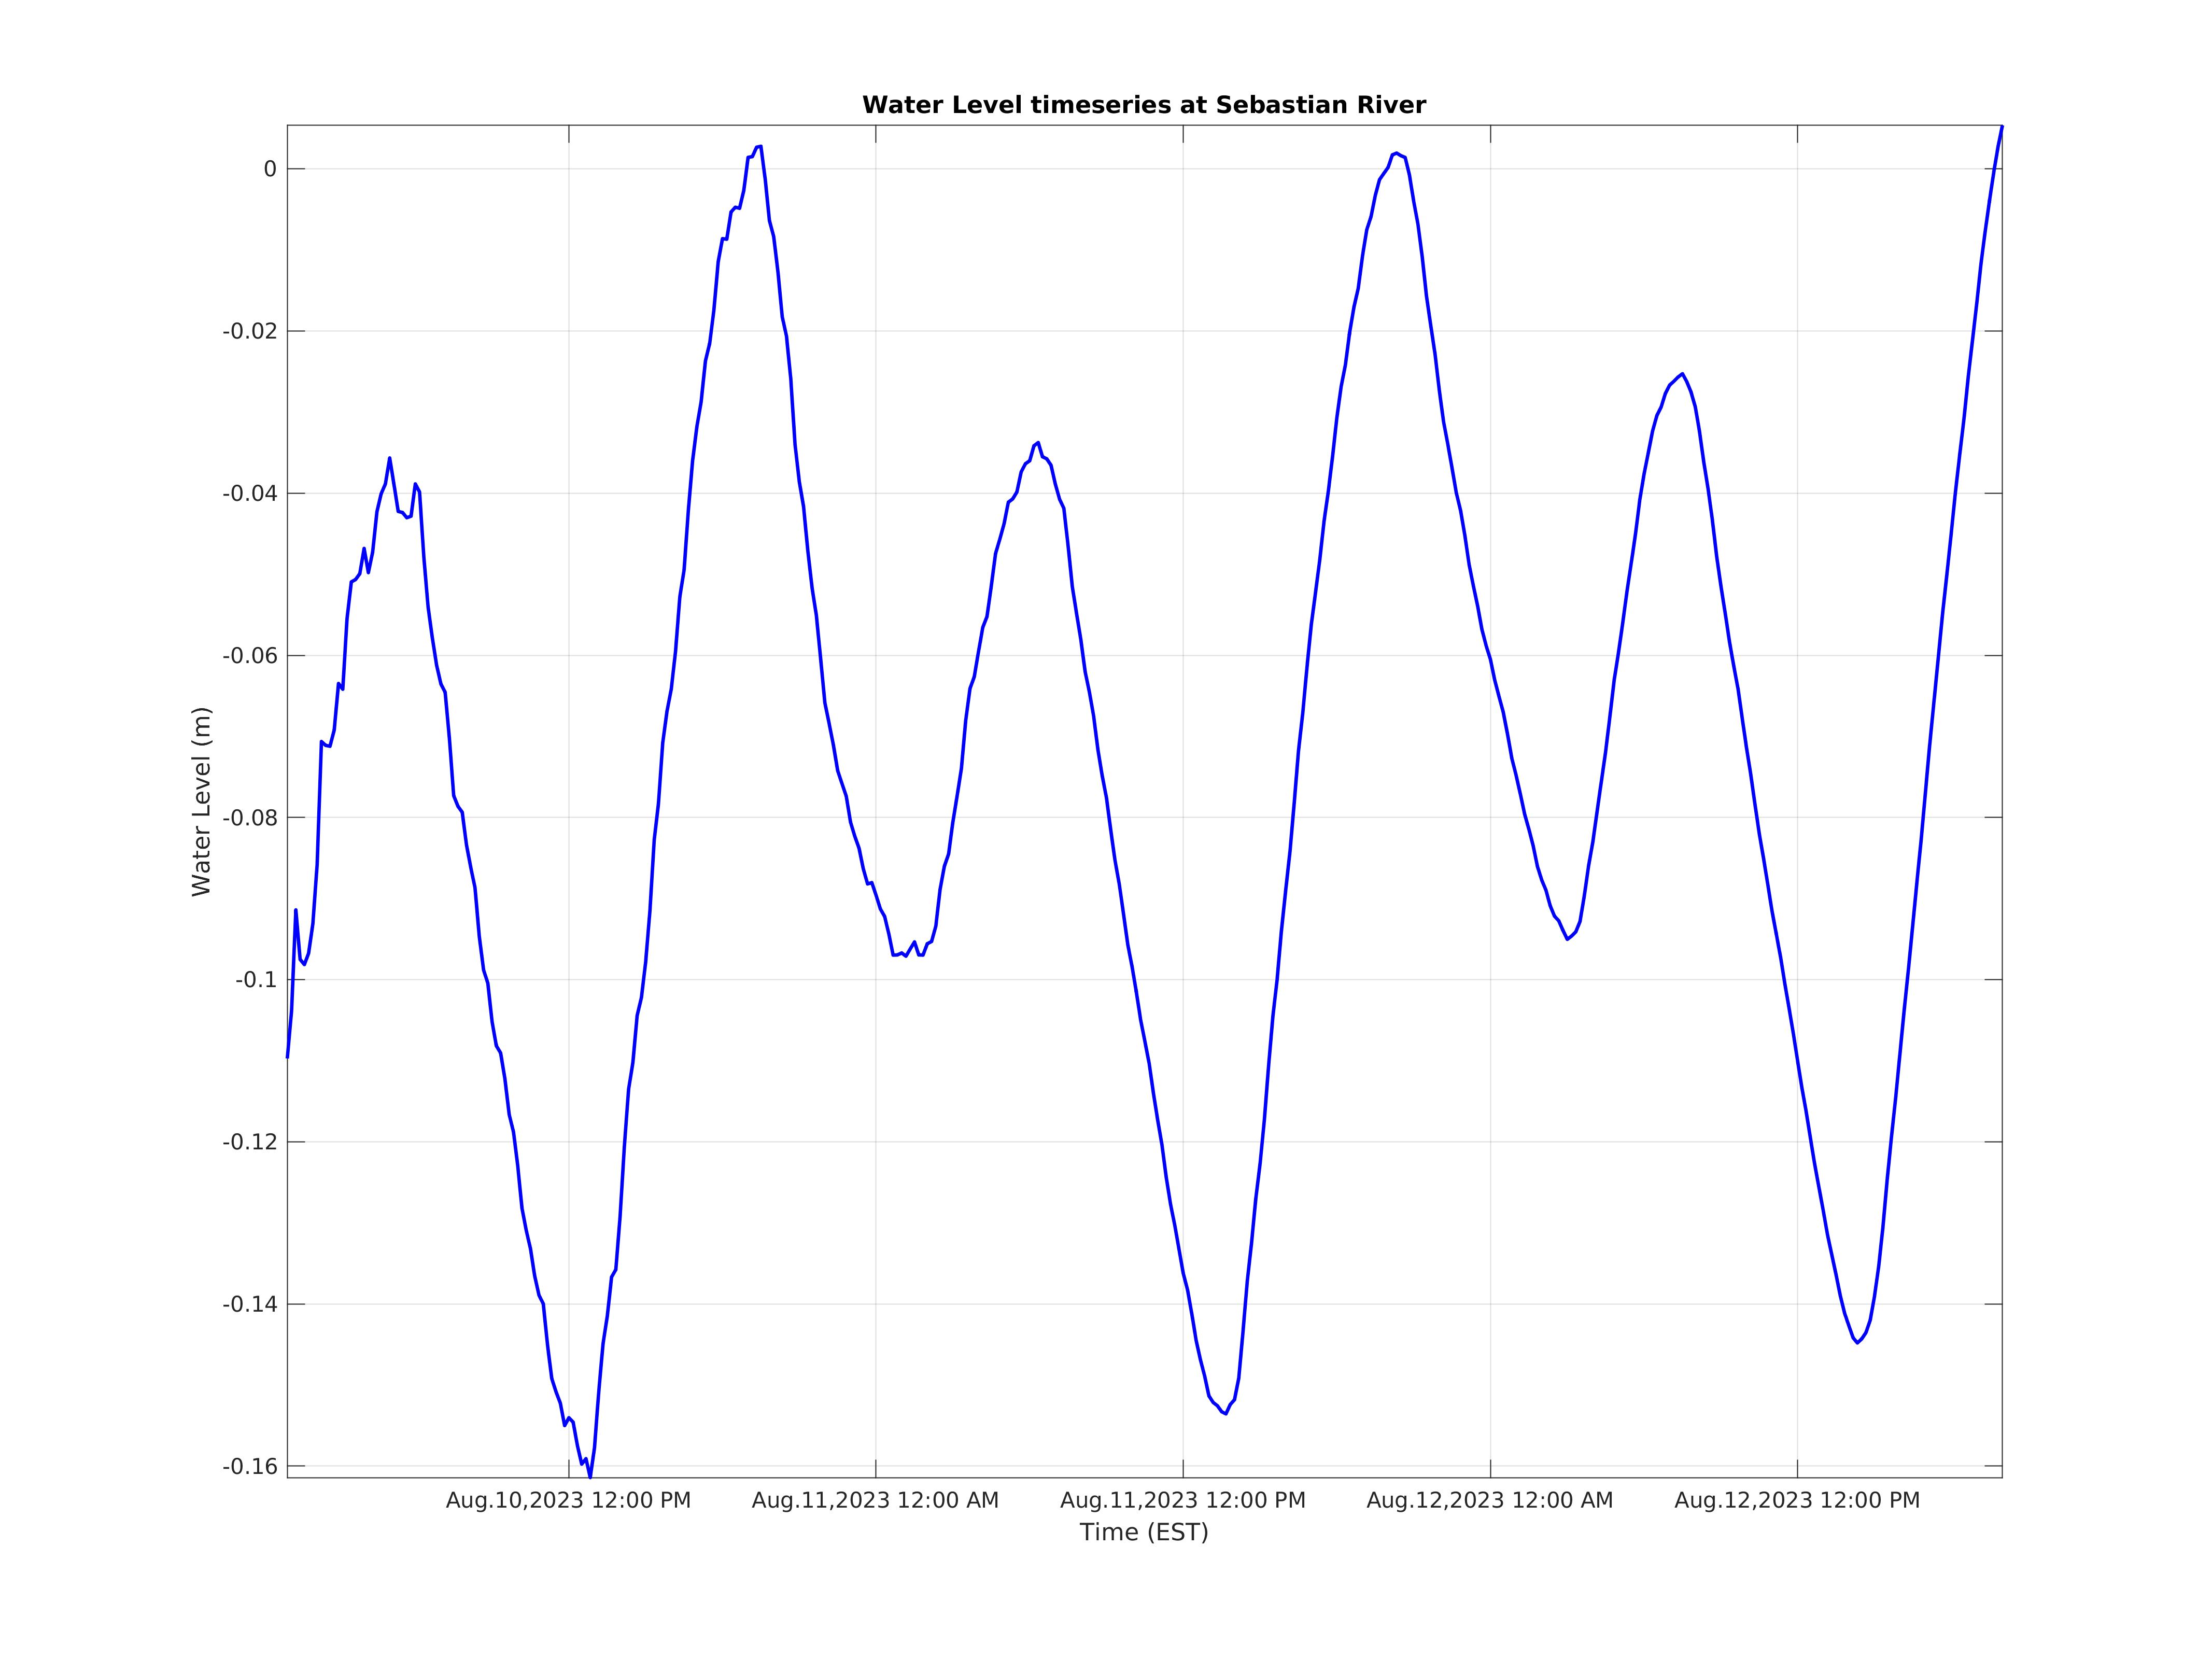 Water Level timeseries at Sebastian River
0
-0.02
-0.04
-0.06
-0.08
-0.1
-0.12
-0.14
-0.16
Water Level (m)
Aug.10,2023 12:00 PM
Aug.11,2023 12:00 AM
Aug.11,2023 12:00 PM
Aug.12,2023 12:00 AM
Aug.12,2023 12:00 PM
Time (EST)